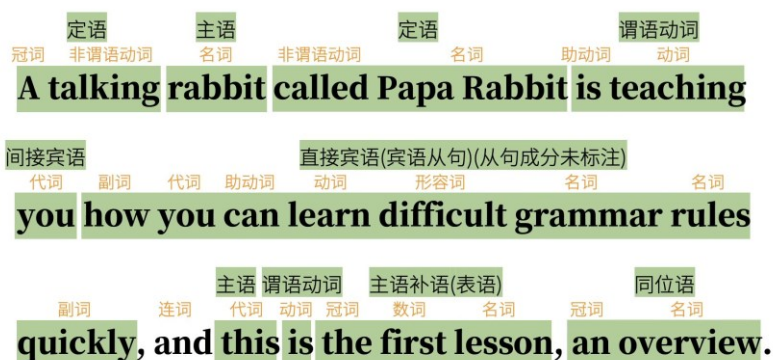 定语 主语 定语 谓语动词
冠词 非谓语动词 名词 非谓语动词 名词 助动词 动词
A talking rabbit called Papa Rabbit is teaching
间接宾语 直接宾语(宾语从句)(从句成分未标注)
代词 副词 代词 助动词 动词 形容词 名词 名词
you how you can learn difficult grammar rules
主语 谓语动词 主语补语(表语) 同位语
副词 连词 代词 动词 冠词 数词 名词 冠词 名词
quickly, and this is the first lesson, an overview.